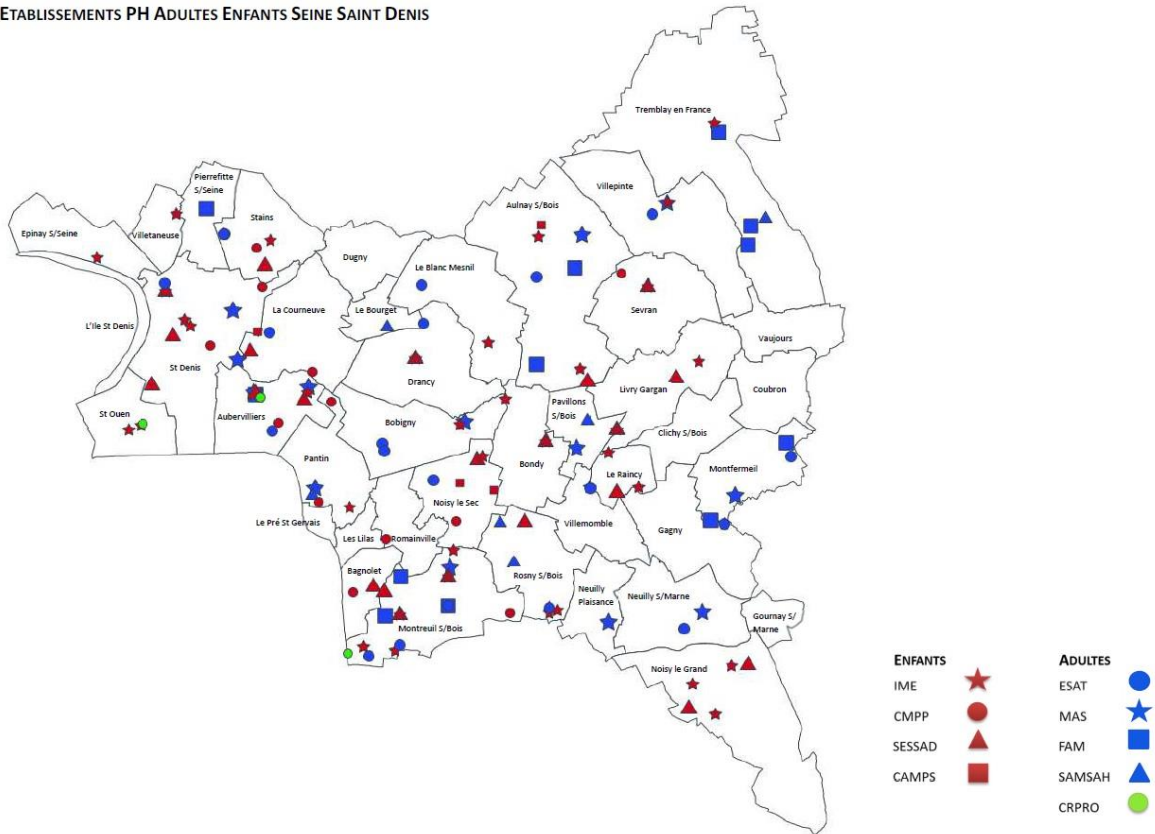 ETABLISSEMENTS PH ADULTES ENFANTS SEINE SAINT DENIS
Tremblay en France
Villepinte
Pierrefitte
S/Seine
Aulnay S/Bois
Stains
Epinay S/Seine
Villetaneuse
Dugny
Le Blanc Mesnil
La Courneuve
Le Bourget
Sevran
L'Ile St Denis
Vaujours
St Denis
Drancy
Livry Gargan
Coubron
Pavillons
S/Bois
St Ouen
Aubervilliers
Bobigny
Clichy S/Bois
Pantin
Bondy
Montfermeil
Le Raincy
Noisy le Sec
Le Pré St Gervais
Villemomble
Gagny
Les Lilas
Romainville
Bagnolet
Rosny S/Bois
Neuilly
Plaisance
Neuilly S/Marne
Gournay S/
Marne
Montreuil S/Bois
Noisy le Grand
ENFANTS
IME
CMPP
SESSAD
CAMPS
ADULTES
ESAT
MAS
FAM
SAMSAH
CRPRO